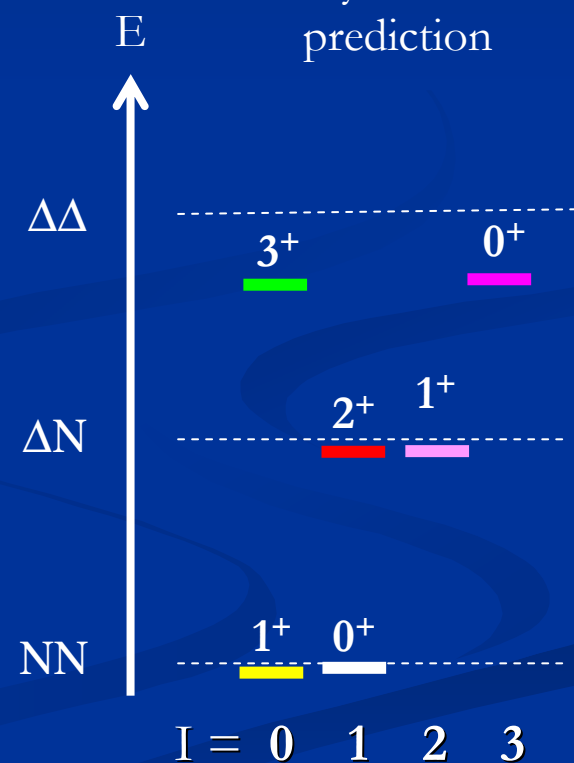 E
prediction
ΔΔ
3⁺
0⁺
ΔN
2⁺
1⁺
NN
1⁺
0⁺
I = 0 1 2 3